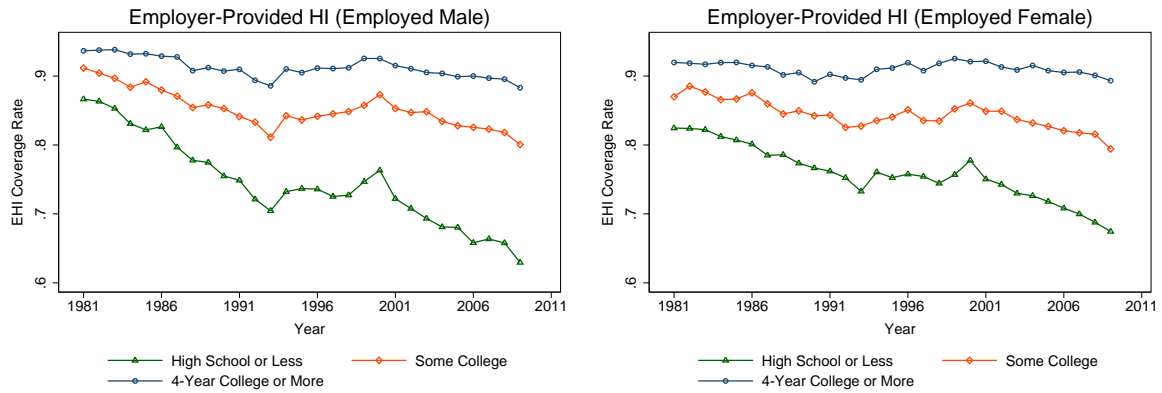 Employer-Provided HI (Employed Male)
EHI Coverage Rate
.9
.8
.7
.6
1981 1986 1991 1996 2001 2006 2011
Year
High School or Less Some College
4-Year College or More
Employer-Provided HI (Employed Female)
EHI Coverage Rate
.9
.8
.7
.6
1981 1986 1991 1996 2001 2006 2011
Year
High School or Less Some College
4-Year College or More